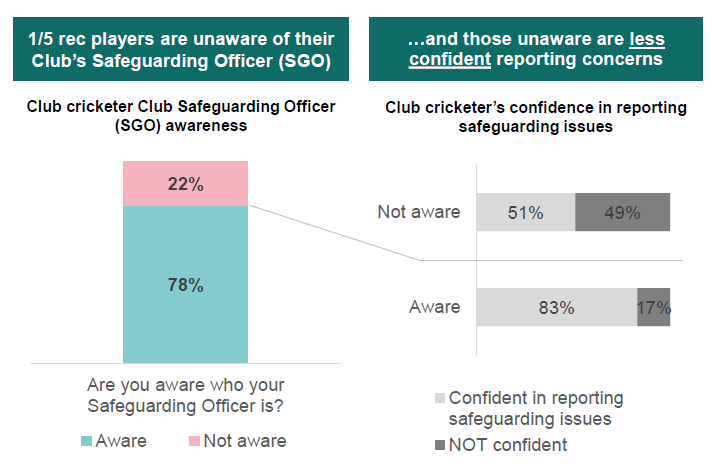 1/5 rec players are unaware of their
Club's Safeguarding Officer (SGO)
…and those unaware are less
confident reporting concerns
Club cricketer Club Safeguarding Officer
(SGO) awareness
22%
78%
Are you aware who your
Safeguarding Officer is?
Aware
Not aware
Club cricketer's confidence in reporting
safeguarding issues
Not aware
51%
49%
Aware
83%
17%
Confident in reporting
safeguarding issues
NOT confident